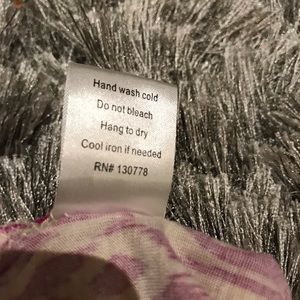 Hand wash cold
Do not bleach
Hang to dry
Cool iron if needed
RN# 130778